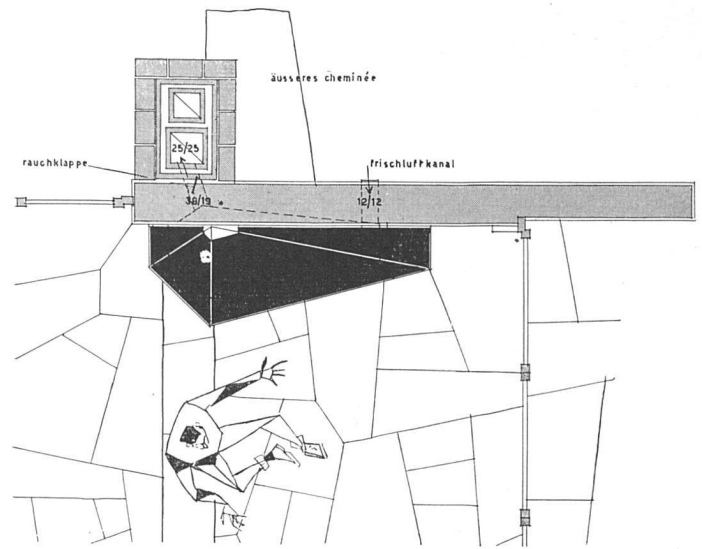 äusseres cheminée
25/25
rauchklappe
frischluftkanal
38/19
12/12